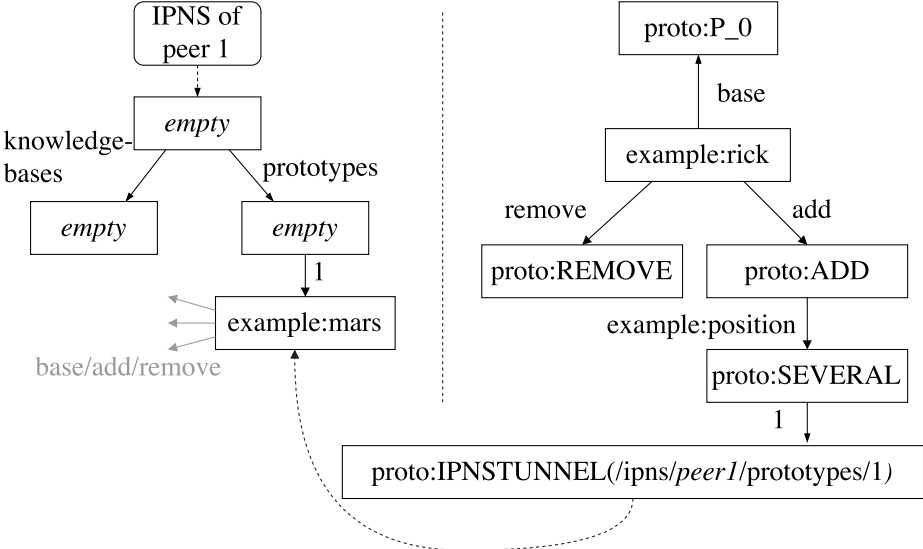 IPNS of
peer 1
empty
knowledge-
bases
prototypes
empty
empty
1
example:mars
base/add/remove
proto:P_0
base
example:rick
remove
add
proto:REMOVE
proto:ADD
example:position
proto:SEVERAL
1
proto:IPNSTUNNEL(/ipns/peer1/prototypes/1)